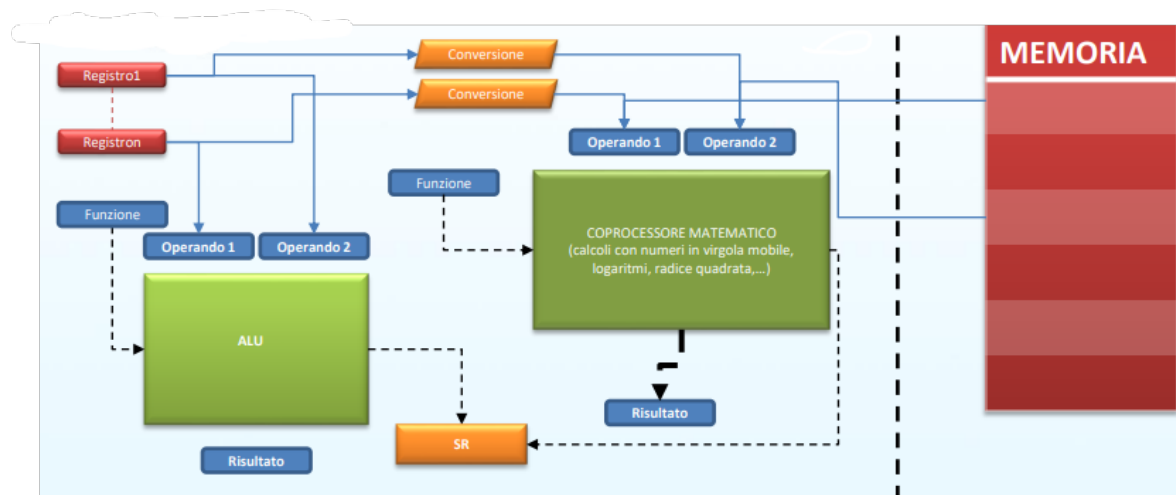 MEMORIA
Conversione
Registro1
Conversione
Registron
Operando 1
Operando 2
Funzione
Funzione
Operando 1
Operando 2
COPROCESSORE MATEMATICO
(calcoli con numeri in virgola mobile,
logaritmi, radice quadrata,...)
ALU
Risultato
SR
Risultato